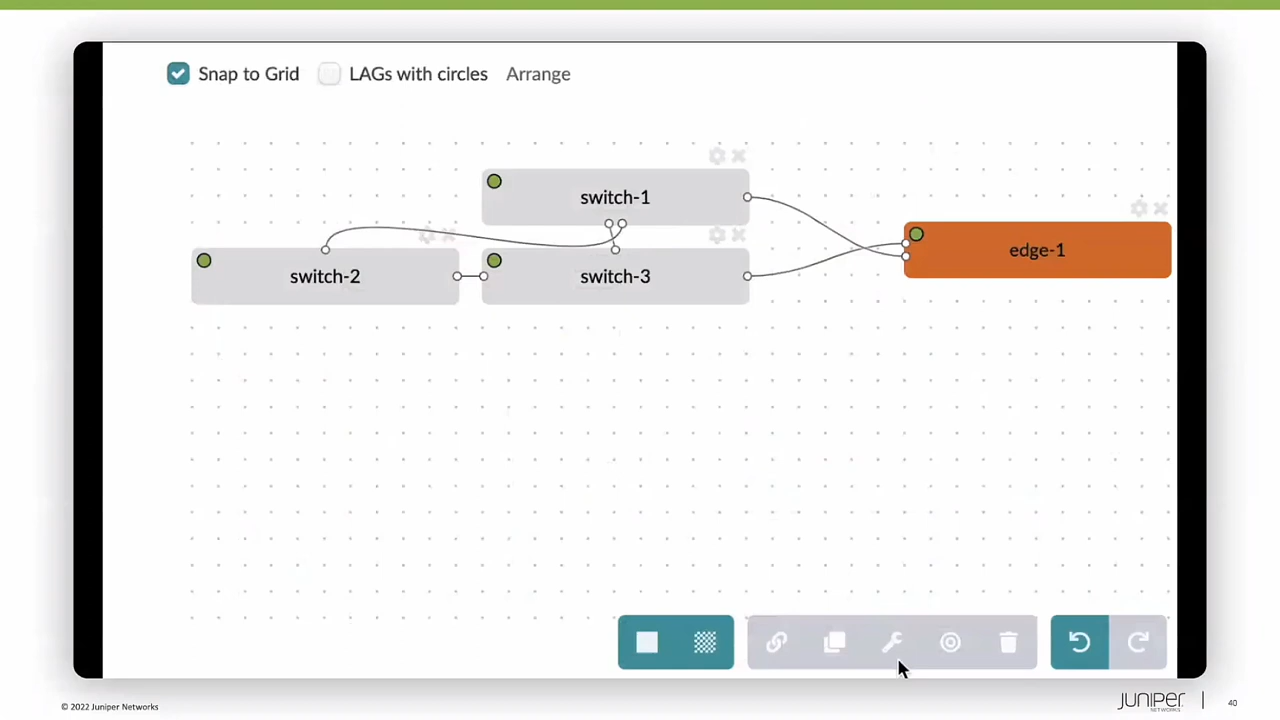 Snap to Grid LAGs with circles Arrange
switch-1
edge-1
switch-2 switch-3
© 2022 Juniper Networks
JUNIPER
NETWORKS
40